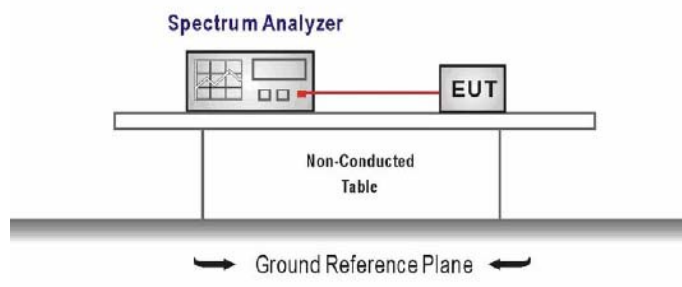 Spectrum Analyzer
EUT
Non-Conducted
Table
Ground Reference Plane